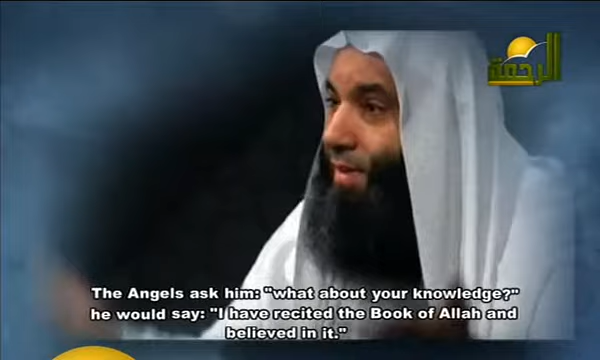 الرحمة
The Angels ask him: "what about your knowledge?"
he would say: "I have recited the Book of Allah and
believed in it."